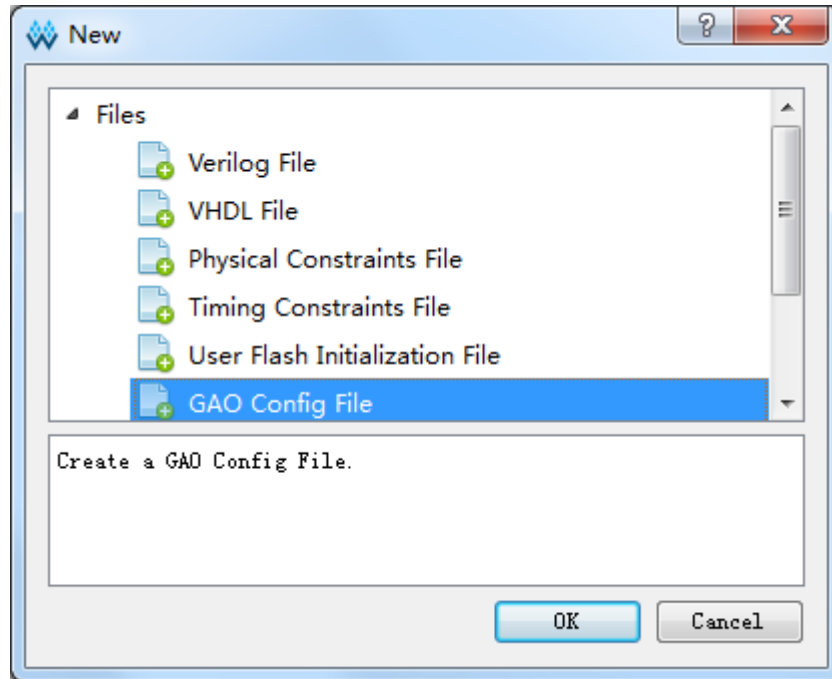 New
Files
Verilog File
VHDL File
Physical Constraints File
Timing Constraints File
User Flash Initialization File
GAO Config File
Create a GAO Config File.
OK Cancel